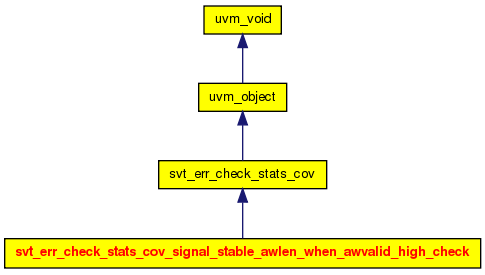 uvm_void
uvm_object
svt_err_check_stats_cov
svt_err_check_stats_cov_signal_stable_awlen_when_awvalid_high_check